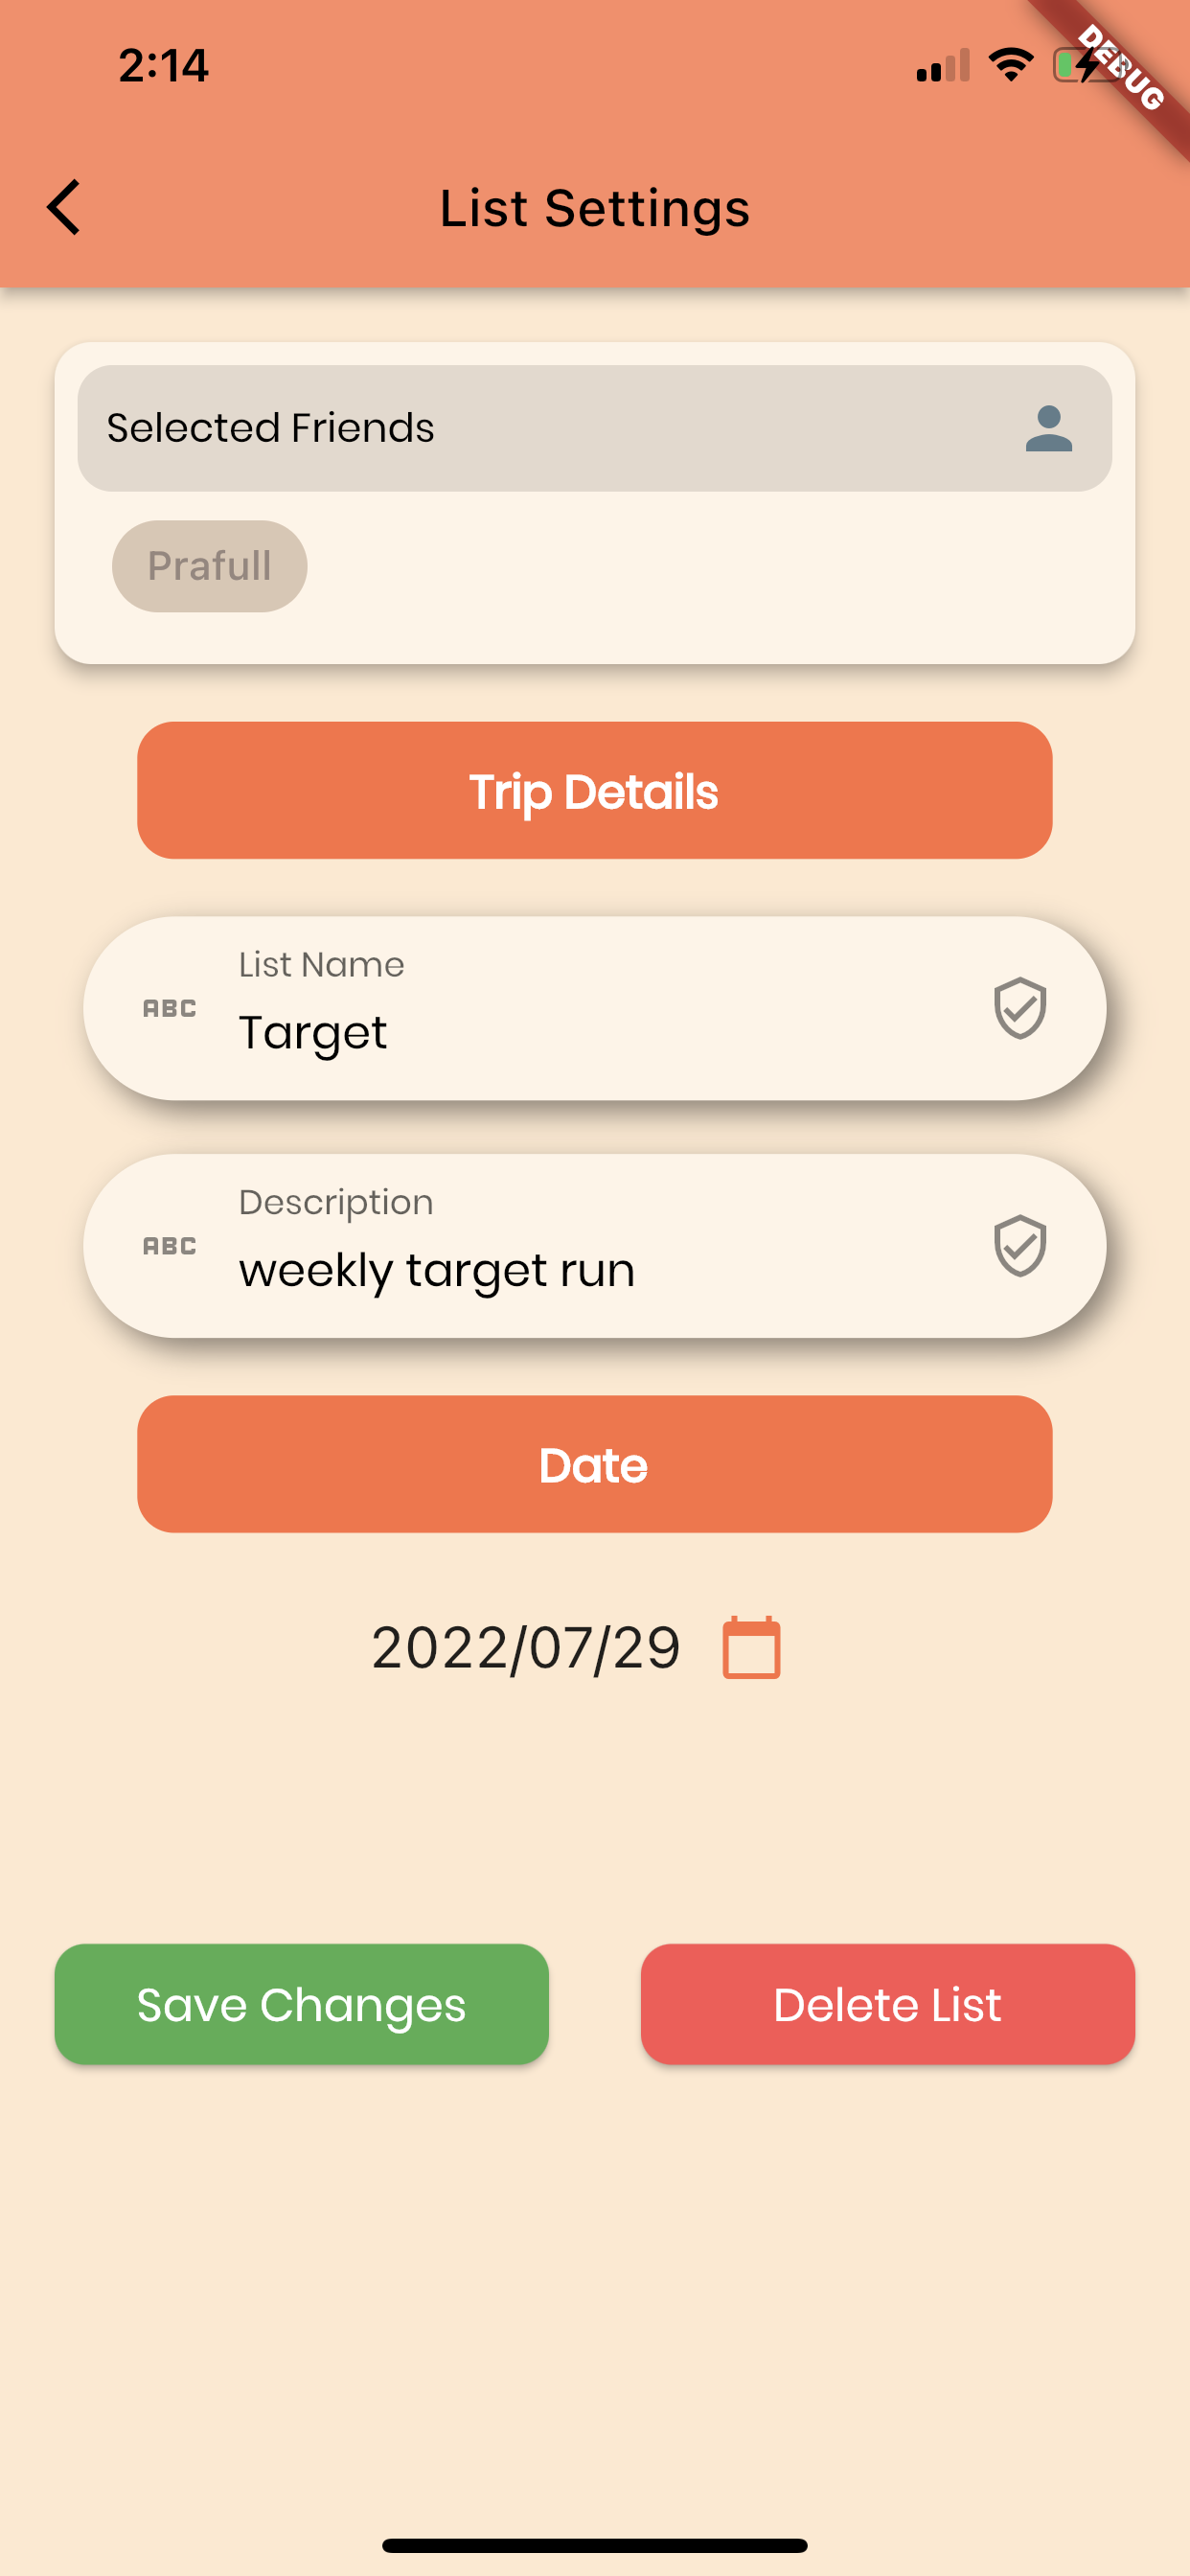 2:14
DEBUG
List Settings
Selected Friends
Prafull
Trip Details
List Name
ABC
Target
Description
ABC
weekly target run
Date
2022/07/29
Save Changes
Delete List